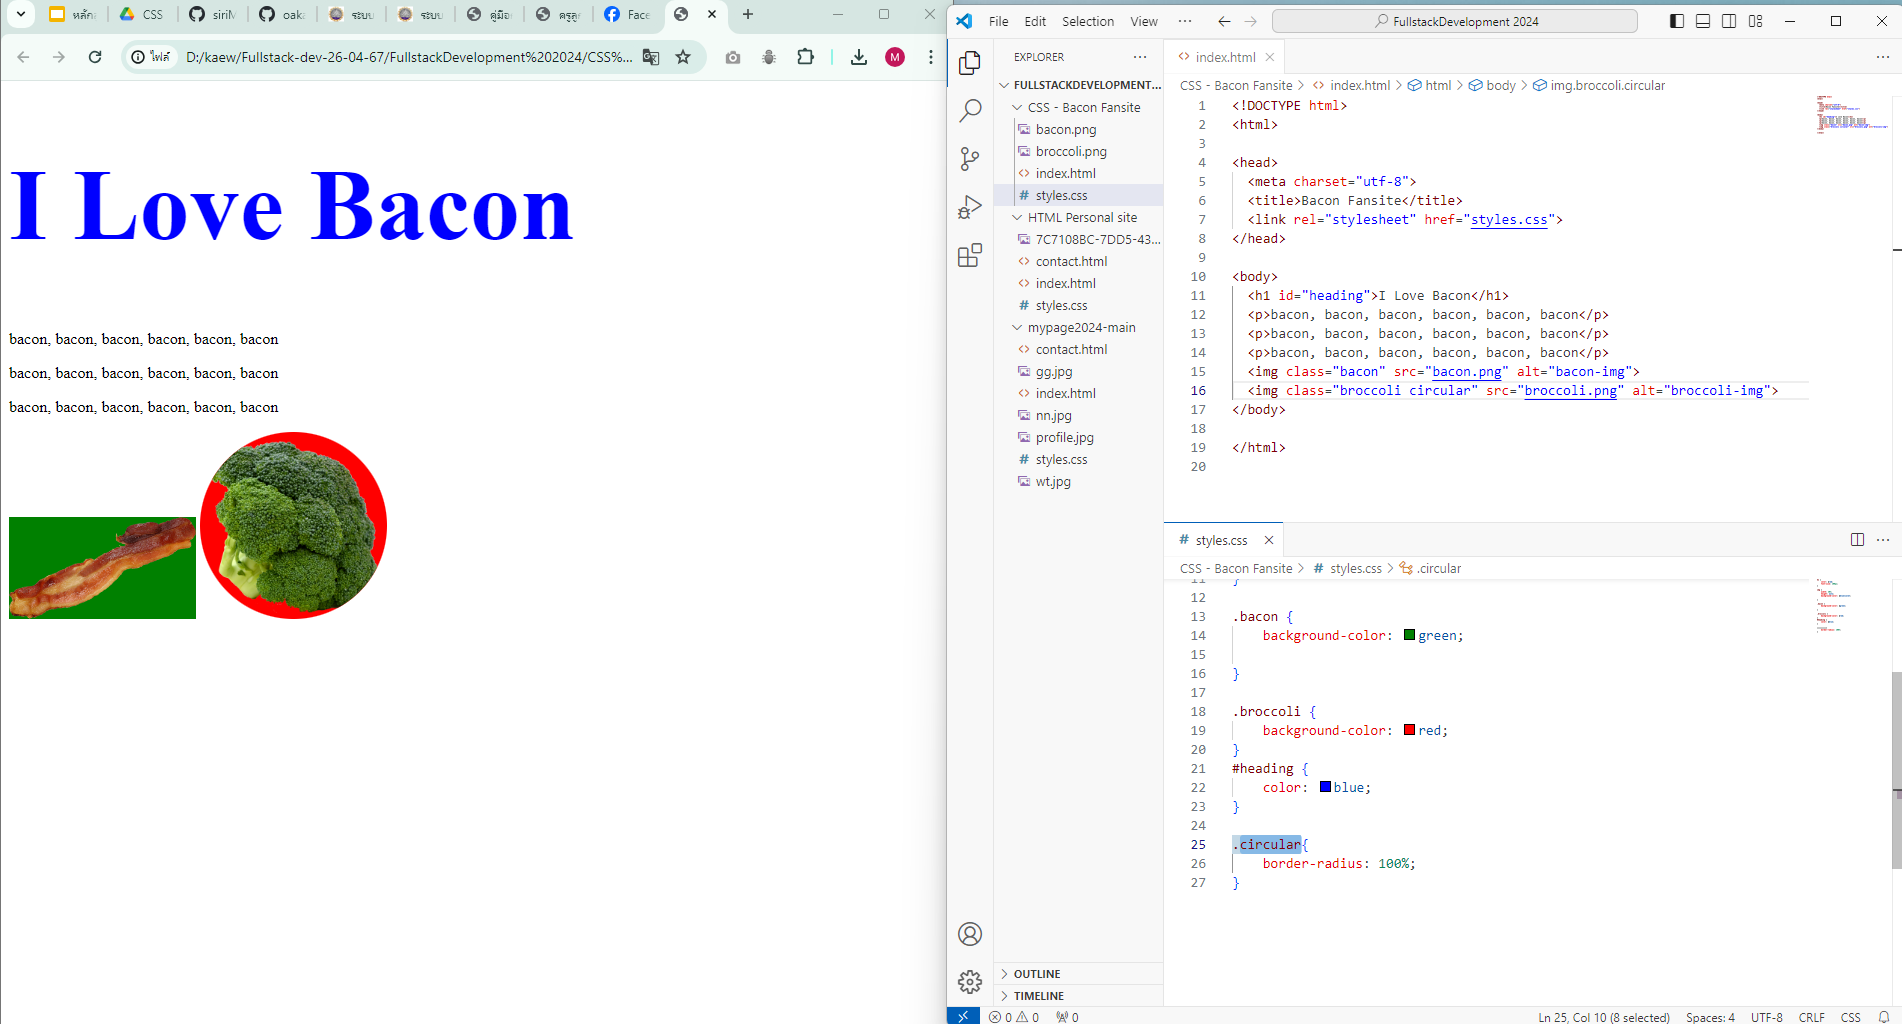 หลัก
CSS
siriM
oak
ระบบ
ระบบ
คู่มือ
ครูลูก
Face
ไฟล์
D:/kaew/Fullstack-dev-26-04-67/FullstackDevelopment%202024/CSS%...
M
I Love Bacon
bacon, bacon, bacon, bacon, bacon, bacon
bacon, bacon, bacon, bacon, bacon, bacon
bacon, bacon, bacon, bacon, bacon, bacon
File Edit Selection View ...
FullstackDevelopment 2024
EXPLORER
FULLSTACKDEVELOPMENT...
CSS - Bacon Fansite
bacon.png
broccoli.png
index.html
styles.css
HTML Personal site
7C7108BC-7DD5-43...
contact.html
index.html
styles.css
mypage2024-main
contact.html
gg.jpg
index.html
nn.jpg
profile.jpg
styles.css
wt.jpg
OUTLINE
TIMELINE
index.html
CSS - Bacon Fansite > index.html > html > body > img.broccoli.circular
1 <!DOCTYPE html>
2 <html>
3
4 <head>
5 <meta charset="utf-8">
6 <title>Bacon Fansite</title>
7 <link rel="stylesheet" href="styles.css">
8 </head>
9
10 <body>
11 <h1 id="heading">I Love Bacon</h1>
12 <p>bacon, bacon, bacon, bacon, bacon, bacon</p>
13 <p>bacon, bacon, bacon, bacon, bacon, bacon</p>
14 <p>bacon, bacon, bacon, bacon, bacon, bacon</p>
15 <img class="bacon" src="bacon.png" alt="bacon-img">
16 <img class="broccoli circular" src="broccoli.png" alt="broccoli-img">
17 </body>
18
19 </html>
20
styles.css
CSS - Bacon Fansite > # styles.css > .circular
11 }
12
13 .bacon {
14 background-color: green;
15
16 }
17
18 .broccoli {
19 background-color: red;
20 }
21 #heading {
22 color: blue;
23 }
24
25 .circular{
26 border-radius: 100%;
27 }
0 0 0
Ln 25, Col 10 (8 selected) Spaces: 4 UTF-8 CRLF CSS